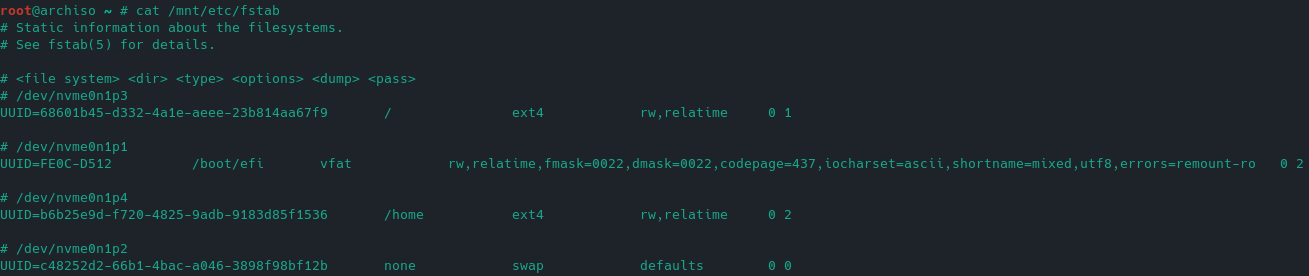 root@archiso ~ # cat /mnt/etc/fstab
# Static information about the filesystems.
# See fstab(5) for details.
# <file system> <dir> <type> <options> <dump> <pass>
# /dev/nvme0n1p3
UUID=68601b45-d332-4a1e-aeee-23b814aa67f9 / ext4 rw,relatime 0 1
# /dev/nvme0n1p1
UUID=FE0C-D512 /boot/efi vfat rw,relatime,fmask=0022,dmask=0022,codepage=437,iocharset=ascii,shortname=mixed,utf8,errors=remount-ro 0 2
# /dev/nvme0n1p4
UUID=b6b25e9d-f720-4825-9adb-9183d85f1536 /home ext4 rw,relatime 0 2
# /dev/nvme0n1p2
UUID=c48252d2-66b1-4bac-a046-3898f98bf12b none swap defaults 0 0